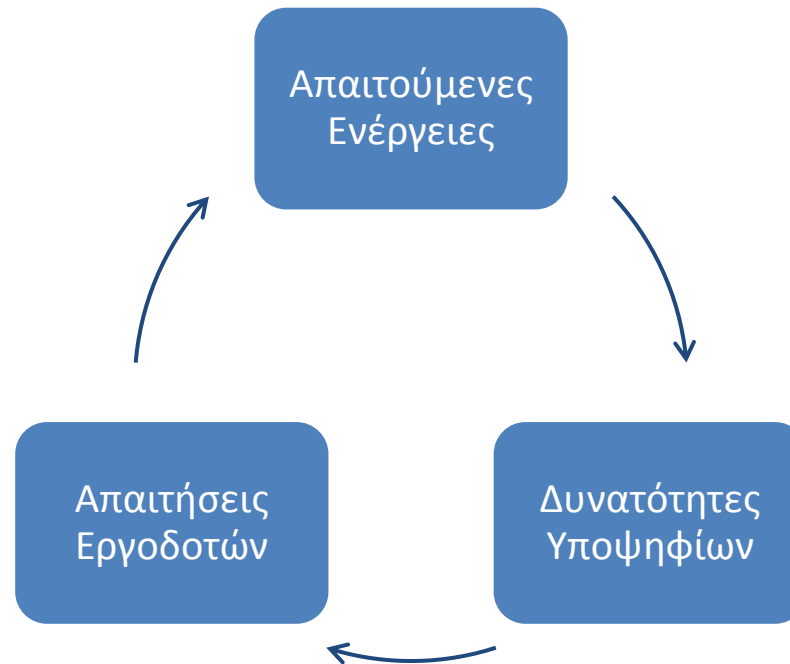 Απαιτούμενες
Ενέργειες
Απαιτήσεις
Εργοδοτών
Δυνατότητες
Υποψηφίων